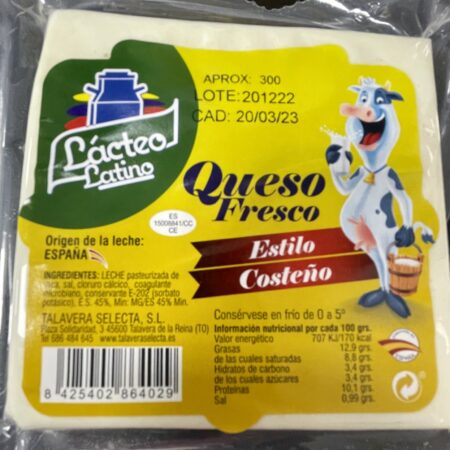 APROX: 300
LOTE: 201222
CAD: 20/03/23
Lácteo
Latino
Queso
Fresco
Estilo
Costeño
ES
15008841/CC
CE
Origen de la leche:
ESPAÑA
INGREDIENTES: LECHE pasteurizada de
vaca, sal, cloruro cálcico, coagulante
microbiano, conservante E-202 (sorbato
potásico). E.S. 45%, Min: MG/ES 45% Min.
TALAVERA SELECTA, S.L.
Plaza Solidaridad, 3 45600 Talavera de la Reina (TO)
Tel 686 484 645 www.talaveraselecta.es
8 425402 864029
Consérvese en frío de 0 a 5º
Información nutricional por cada 100 grs.
Valor energético 707 KJ/170 kcal
Grasas 12,9 grs.
de las cuales saturadas 8,8 grs.
Hidratos de carbono 3,4 grs.
de los cuales azúcares 3,4 grs.
Proteínas 10,1 grs.
Sal 0,99 grs.